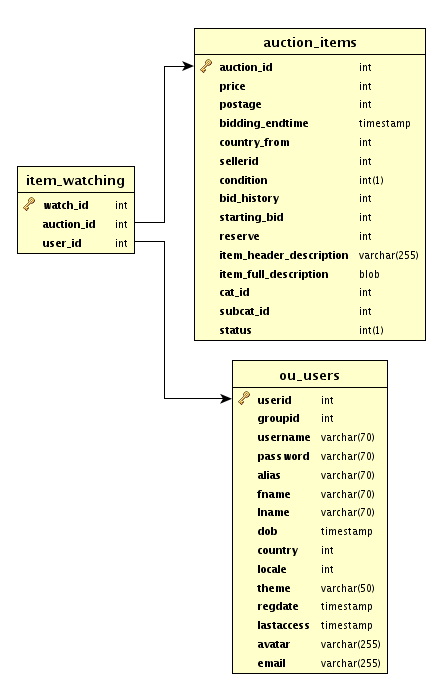 auction_items
auction_id int
price int
postage int
bidding_endtime timestamp
country_from int
sellerid int
condition int(1)
bid_history int
starting_bid int
reserve int
item_header_description varchar(255)
item_full_description blob
cat_id int
subcat_id int
status int(1)
item_watching
watch_id int
auction_id int
user_id int
ou_users
userid int
groupid int
username varchar(70)
password varchar(70)
alias varchar(70)
fname varchar(70)
lname varchar(70)
dob timestamp
country int
locale int
theme varchar(50)
regdate timestamp
lastaccess timestamp
avatar varchar(255)
email varchar(255)